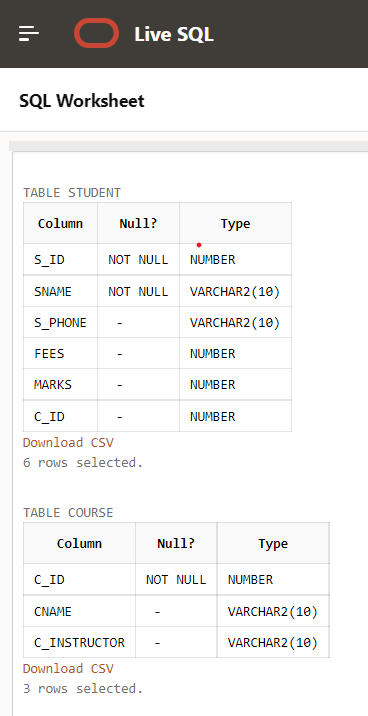 Live SQL
SQL Worksheet
TABLE STUDENT
Column Null? Type
S_ID NOT NULL NUMBER
SNAME NOT NULL VARCHAR2(10)
S_PHONE - VARCHAR2(10)
FEES - NUMBER
MARKS - NUMBER
C_ID - NUMBER
Download CSV
6 rows selected.
TABLE COURSE
Column Null? Type
C_ID NOT NULL NUMBER
CNAME - VARCHAR2(10)
C_INSTRUCTOR - VARCHAR2(10)
Download CSV
3 rows selected.